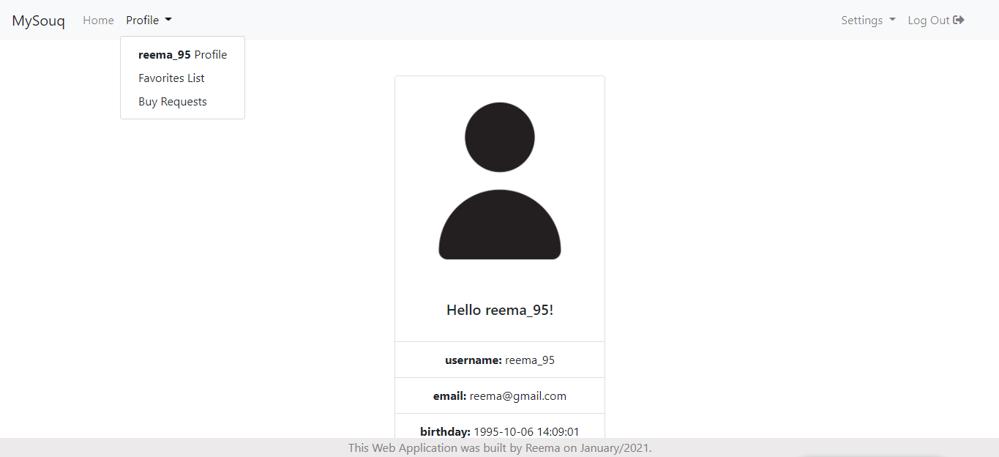 MySouq Home Profile Settings Log Out
reema_95 Profile
Favorites List
Buy Requests
Hello reema_95!
username: reema_95
email: reema@gmail.com
birthday: 1995-10-06 14:09:01
This Web Application was built by Reema on January/2021.